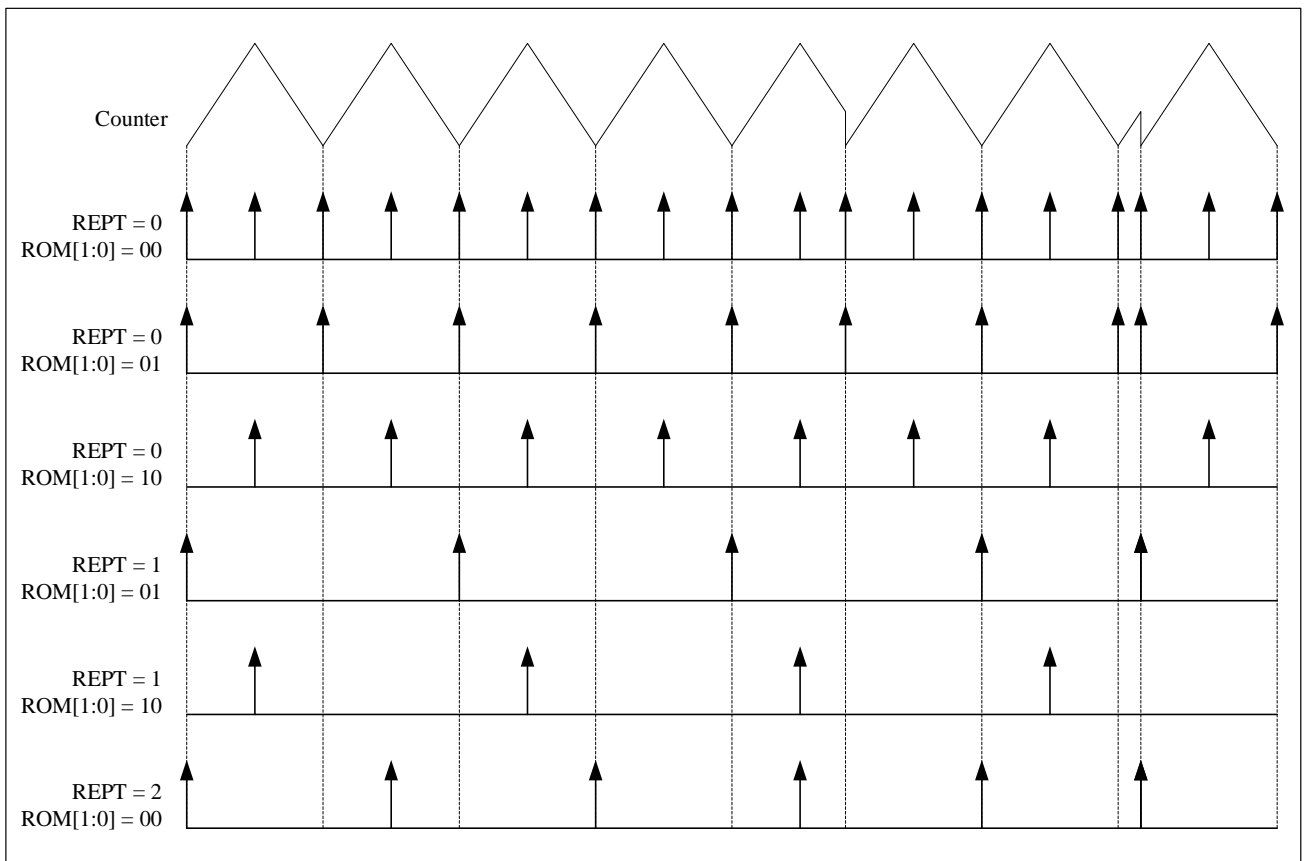 Counter
REPT = 0
ROM[1:0] = 00
REPT = 0
ROM[1:0] = 01
REPT = 0
ROM[1:0] = 10
REPT = 1
ROM[1:0] = 01
REPT = 1
ROM[1:0] = 10
REPT = 2
ROM[1:0] = 00